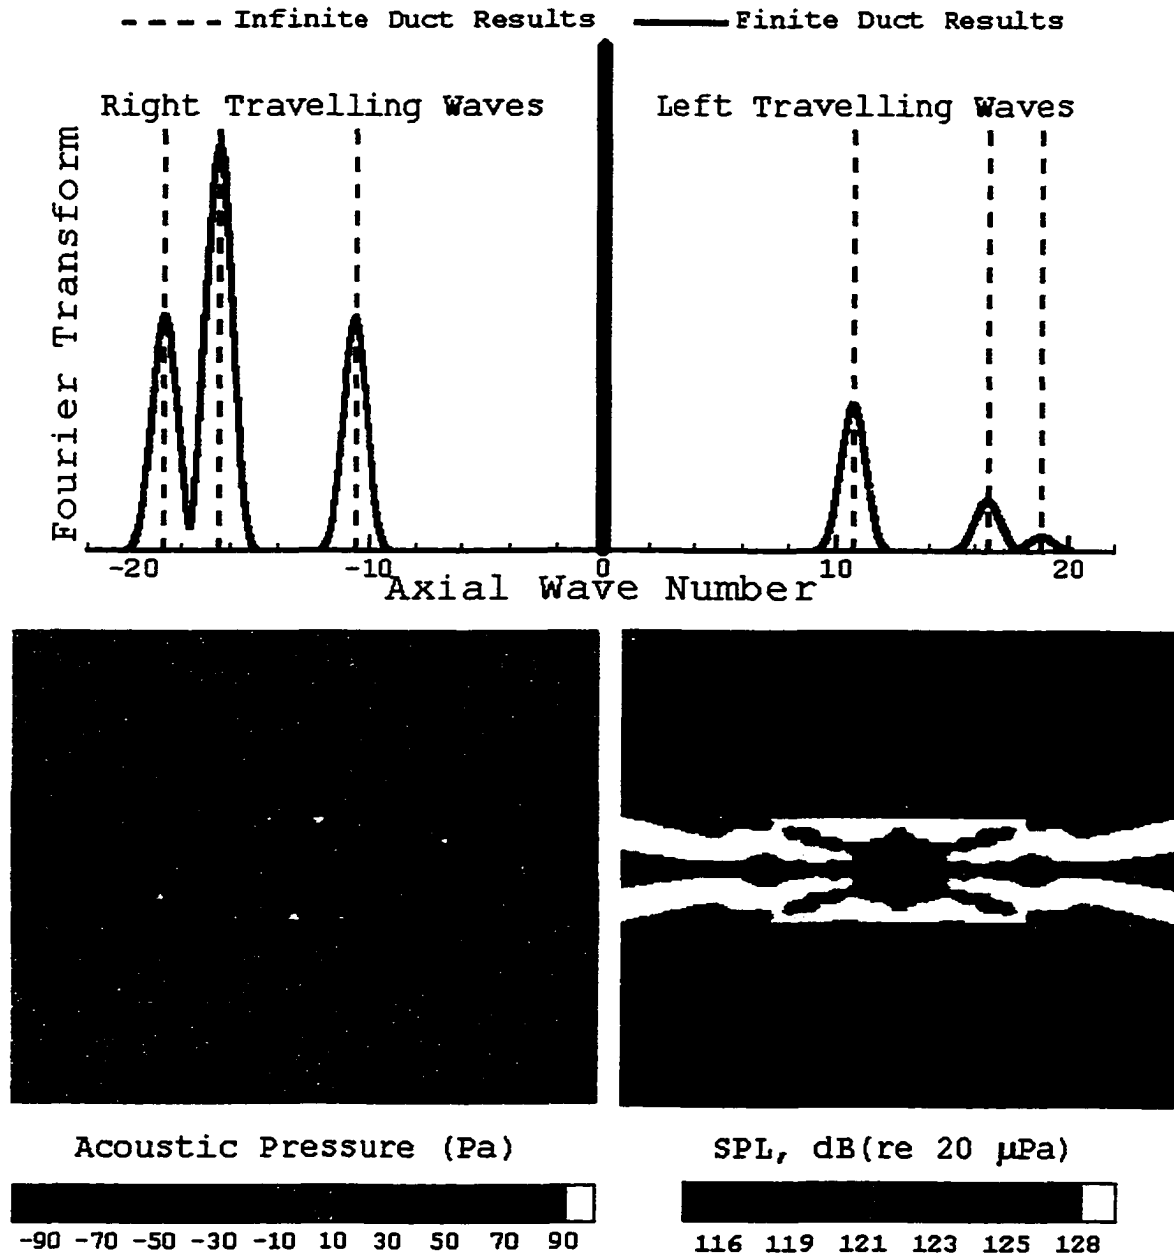 Infinite Duct Results
Finite Duct Results
Right Travelling Waves
Left Travelling Waves
Fourier Transform
-20 -10 0 10 20
Axial Wave Number
Acoustic Pressure (Pa)
SPL, dB(re 20 μPa)
-90 -70 -50 -30 -10 10 30 50 70 90
116 119 121 123 125 128